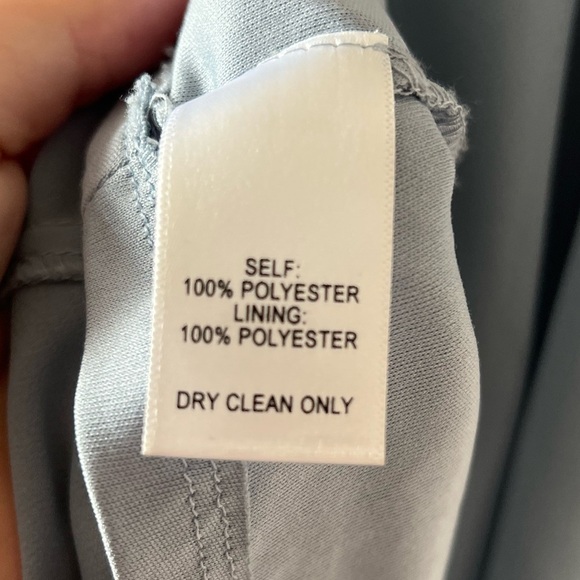 SELF:
100% POLYESTER
LINING:
100% POLYESTER
DRY CLEAN ONLY